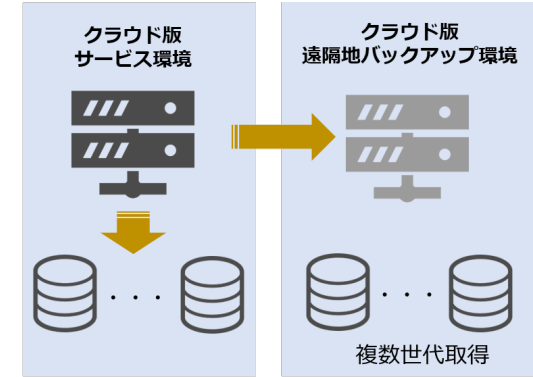 クラウド版
サービス環境
クラウド版
遠隔地バックアップ環境
・・・
・・・
複数世代取得